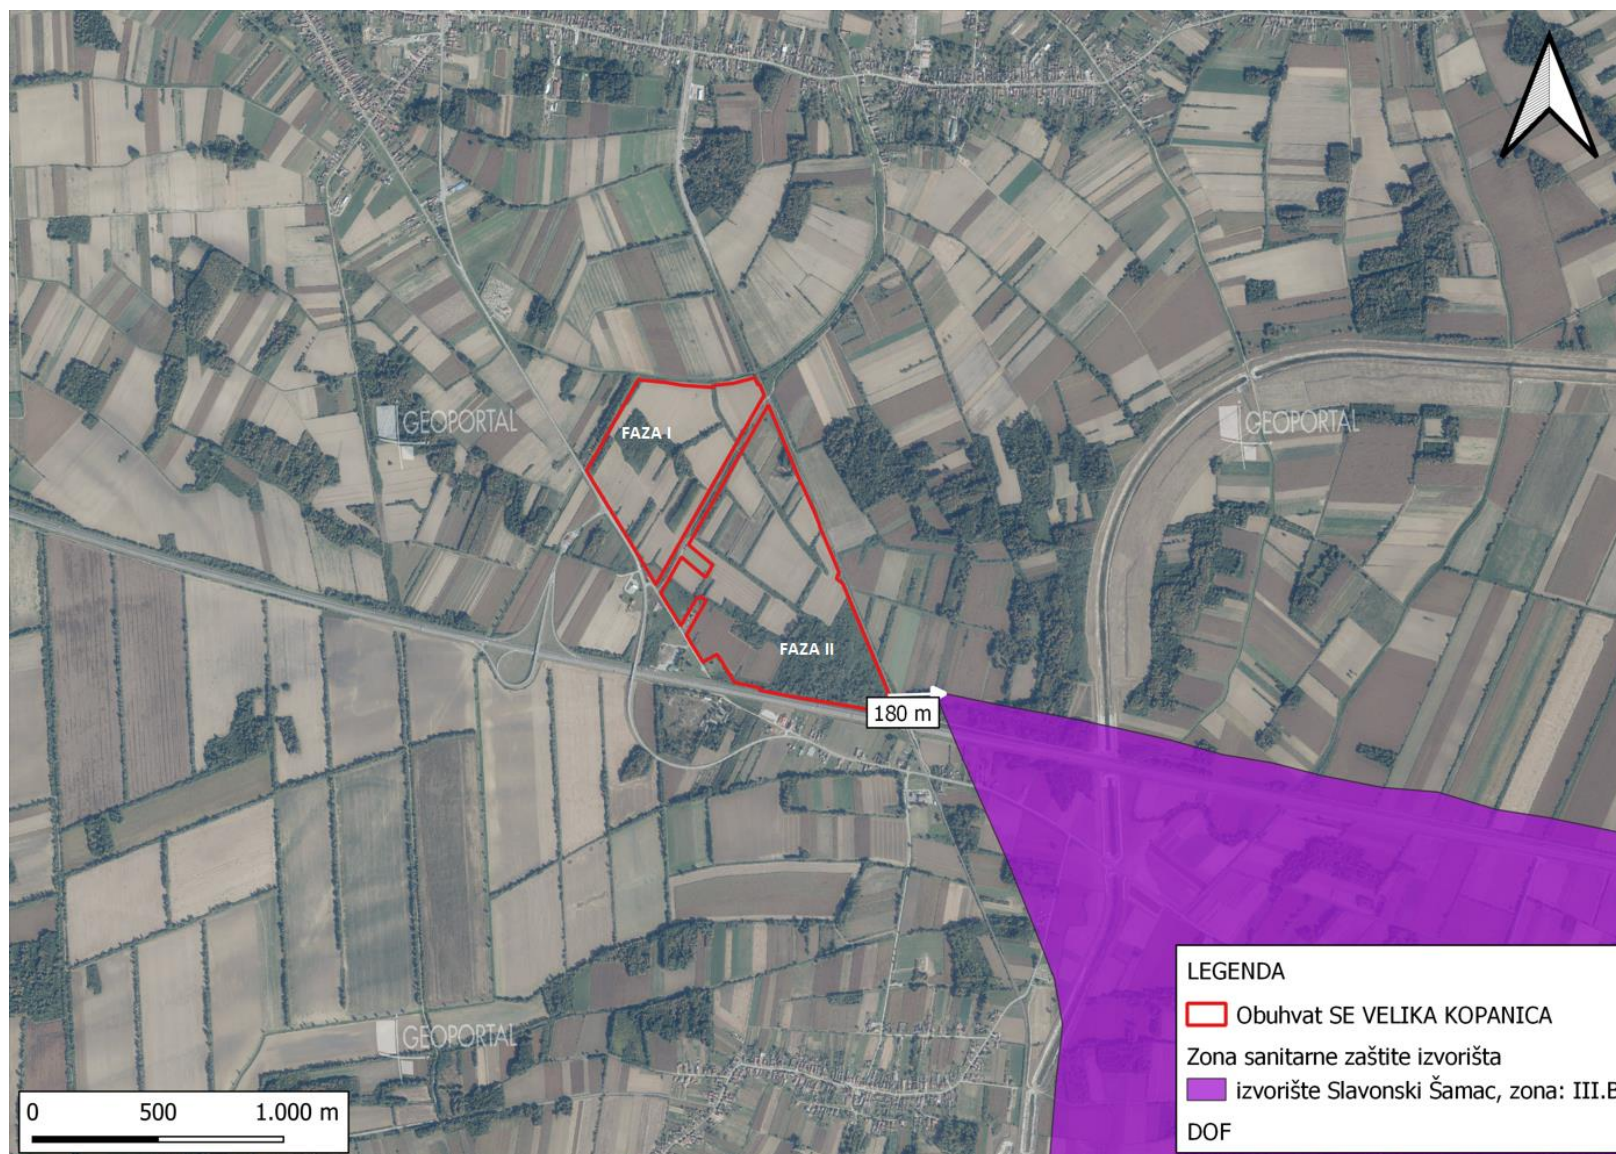 GEOPORTAL
GEOPORTAL
FAZA I
FAZA II
180 m
GEOPORTAL
0 500 1.000 m
LEGENDA
Obuhvat SE VELIKA KOPANICA
Zona sanitarne zaštite izvorišta
izvorište Slavonski Šamac, zona: III.B
DOF